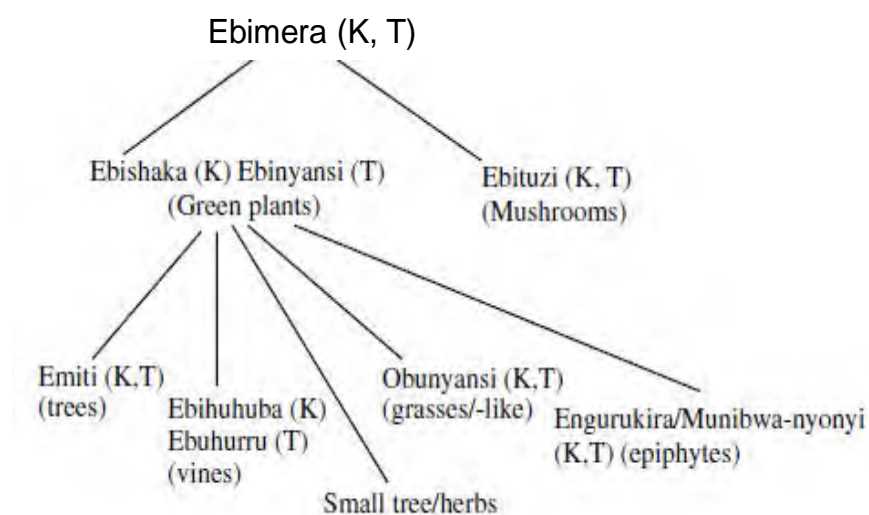 Ebimera (K, T)
Ebishaka (K) Ebinyansi (T)
(Green plants)
Ebituzi (K, T)
(Mushrooms)
Emiti (K,T)
(trees)
Ebihuhuba (K)
Ebuhurru (T)
(vines)
Small tree/herbs
Obunyansi (K,T)
(grasses/-like)
Engurukira/Munibwa-nyonyi
(K,T) (epiphytes)